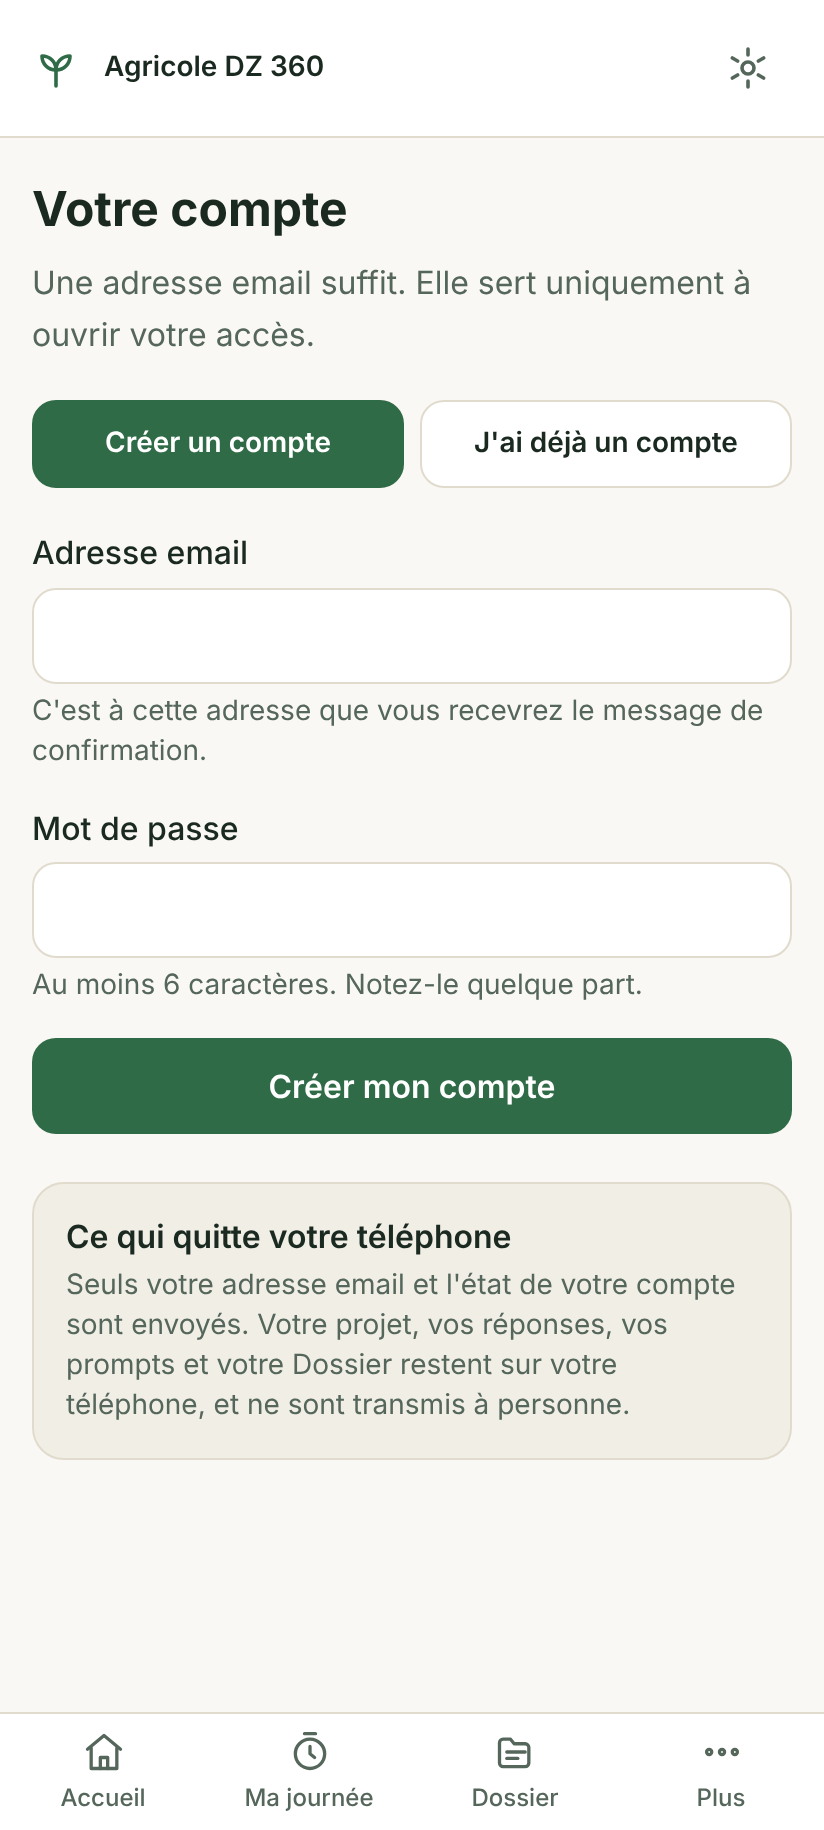 Agricole DZ 360
Votre compte
Une adresse email suffit. Elle sert uniquement à
ouvrir votre accès.
Créer un compte
J'ai déjà un compte
Adresse email
C'est à cette adresse que vous recevrez le message de
confirmation.
Mot de passe
Au moins 6 caractères. Notez-le quelque part.
Créer mon compte
Ce qui quitte votre téléphone
Seuls votre adresse email et l'état de votre compte
sont envoyés. Votre projet, vos réponses, vos
prompts et votre Dossier restent sur votre
téléphone, et ne sont transmis à personne.
Accueil
Ma journée
Dossier
Plus